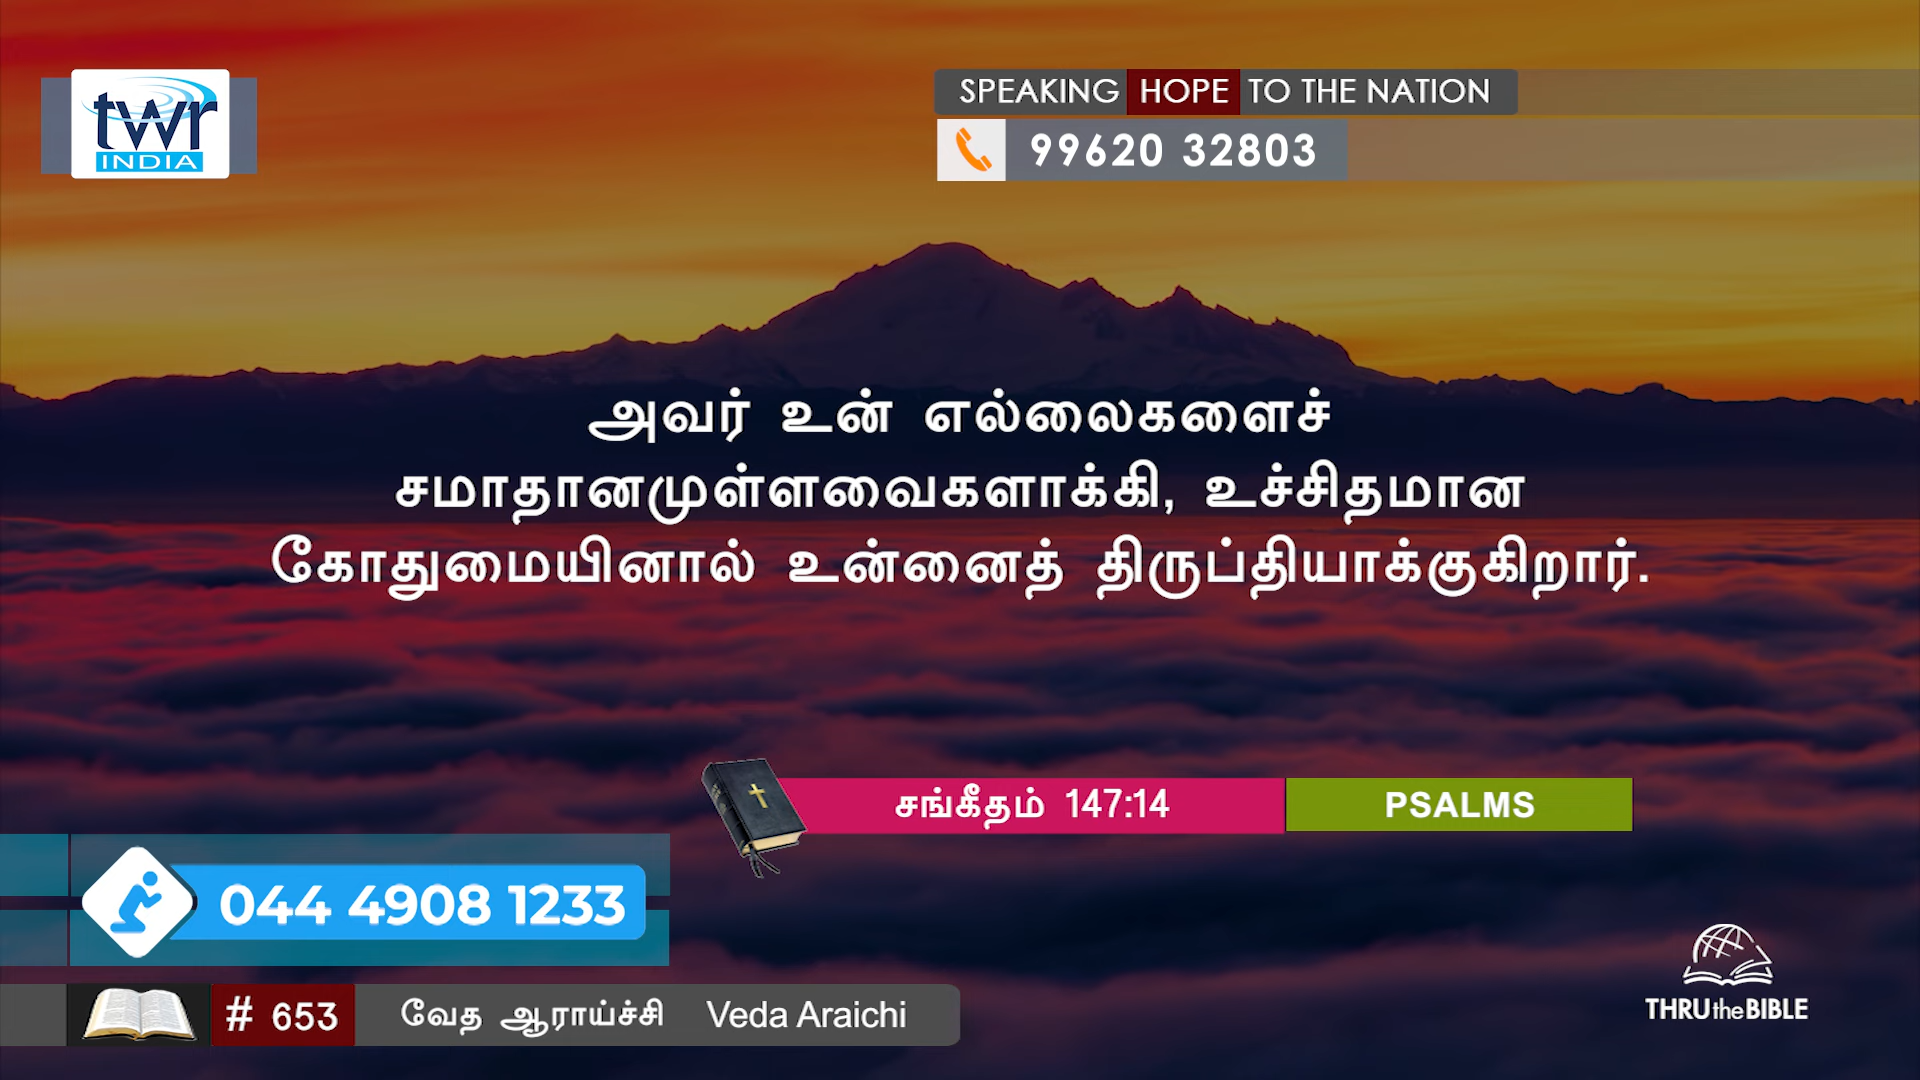 twr
INDIA
SPEAKING HOPE TO THE NATION
99620 32803
அவர் உன் எல்லைகளைச்
சமாதானமுள்ளவைகளாக்கி, உச்சிதமான
கோதுமையினால் உன்னைத் திருப்தியாக்குகிறார்.
சங்கீதம் 147:14 PSALMS
044 4908 1233
# 653 வேத ஆராய்ச்சி Veda Araichi
THRU the BIBLE